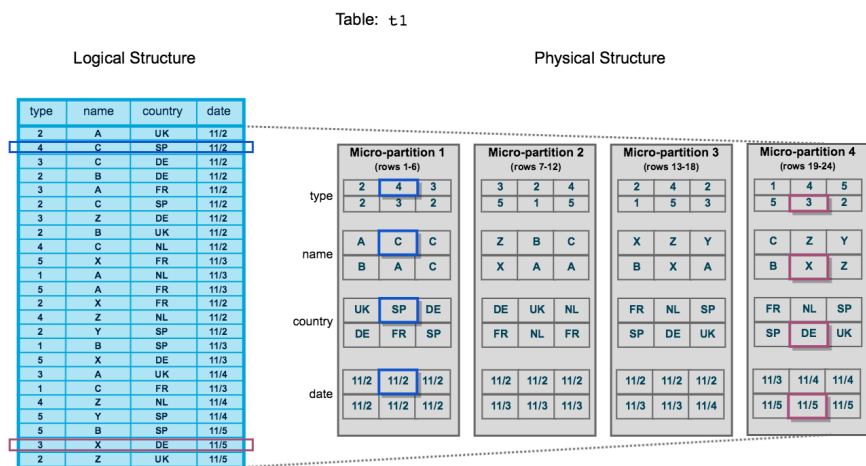 Table: t1
Logical Structure
Physical Structure
type name country date
2 A UK 11/2
4 C SP 11/2
3 C DE 11/2
2 B DE 11/2
3 A FR 11/2
2 C SP 11/2
3 Z DE 11/2
2 B UK 11/2
4 C NL 11/2
5 X FR 11/3
1 A NL 11/3
5 A FR 11/3
2 X FR 11/2
4 Z NL 11/2
2 Y SP 11/2
1 B SP 11/3
5 X DE 11/3
3 A UK 11/4
1 C FR 11/3
4 Z NL 11/4
5 Y SP 11/4
5 B SP 11/5
3 X DE 11/5
2 Z UK 11/5
Micro-partition 1 Micro-partition 2 Micro-partition 3 Micro-partition 4
(rows 1-6) (rows 7-12) (rows 13-18) (rows 19-24)
type
2 4 3 3 2 4 2 4 2 1 4 5
2 3 2 5 1 5 1 5 3 5 3 2
name
A C C Z B C X Z Y C Z Y
B A C X A A B X A B X Z
country
UK SP DE DE UK NL FR NL SP FR NL SP
DE FR SP FR NL FR SP DE UK SP DE UK
date
11/2 11/2 11/2 11/2 11/2 11/2 11/2 11/2 11/2 11/3 11/4 11/4
11/2 11/2 11/2 11/3 11/3 11/3 11/3 11/3 11/4 11/5 11/5 11/5